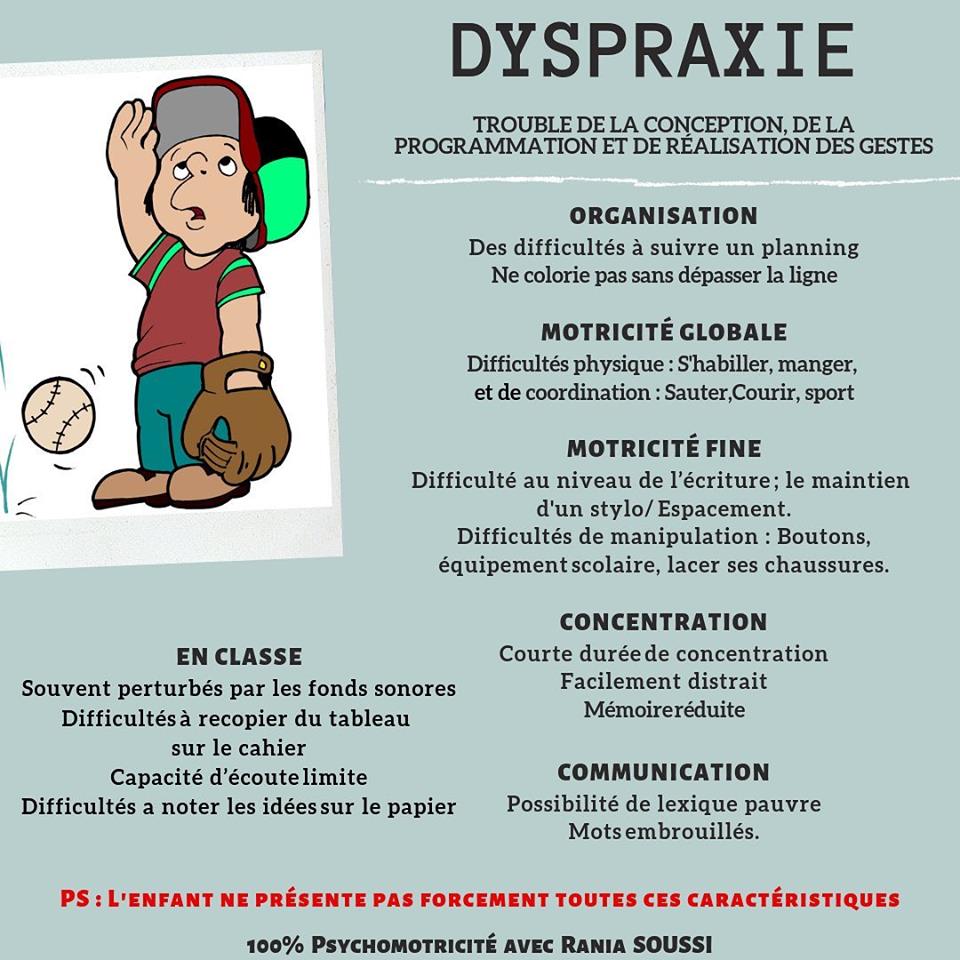 DYSPRAXIE
TROUBLE DE LA CONCEPTION, DE LA
PROGRAMMATION ET DE RÉALISATION DES GESTES
ORGANISATION
Des difficultés à suivre un planning
Ne colorie pas sans dépasser la ligne
MOTRICITÉ GLOBALE
Difficultés physique : S'habiller, manger,
et de coordination : Sauter,Courir, sport
MOTRICITÉ FINE
Difficulté au niveau de l'écriture ; le maintien
d'un stylo/ Espacement.
Difficultés de manipulation : Boutons,
équipement scolaire, lacer ses chaussures.
CONCENTRATION
Courte durée de concentration
Facilement distrait
Mémoire réduite
COMMUNICATION
Possibilité de lexique pauvre
Mots embrouillés.
EN CLASSE
Souvent perturbés par les fonds sonores
Difficultés à recopier du tableau
sur le cahier
Capacité d'écoute limite
Difficultés a noter les idées sur le papier
PS : L'ENFANT NE PRÉSENTE PAS FORCEMENT TOUTES CES CARACTÉRISTIQUES
100% PSYCHOMOTRICITÉ AVEC RANIA SOUSSI